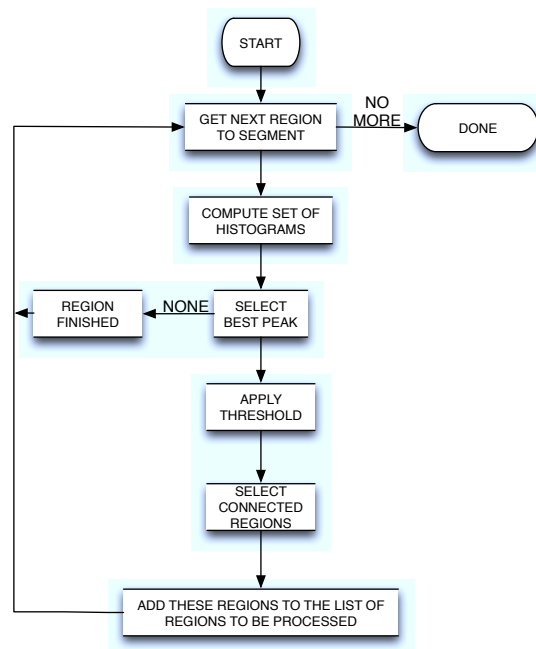 START
GET NEXT REGION
TO SEGMENT
NO
MORE
DONE
COMPUTE SET OF
HISTOGRAMS
REGION
FINISHED
NONE
SELECT
BEST PEAK
APPLY
THRESHOLD
SELECT
CONNECTED
REGIONS
ADD THESE REGIONS TO THE LIST OF
REGIONS TO BE PROCESSED